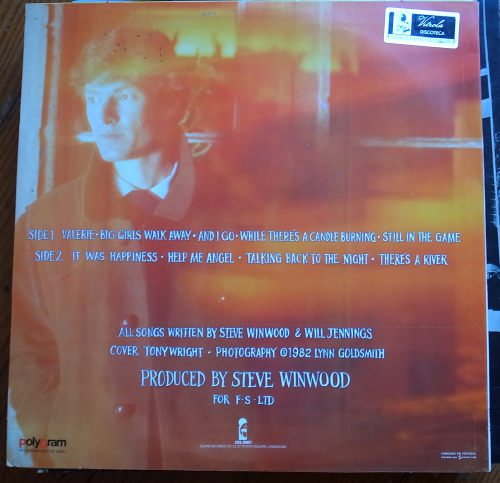 Vitrola
DISCOTECA
SIDE 1 VALERIE • BIG GIRLS WALK AWAY • AND I GO • WHILE THERE'S A CANDLE BURNING • STILL IN THE GAME
SIDE 2 IT WAS HAPPINESS • HELP ME ANGEL • TALKING BACK TO THE NIGHT • THERE'S A RIVER
ALL SONGS WRITTEN BY STEVE WINWOOD & WILL JENNINGS
COVER TONY WRIGHT • PHOTOGRAPHY ©1982 LYNN GOLDSMITH
PRODUCED BY STEVE WINWOOD
FOR F•S•LTD
ISLAND
polygram